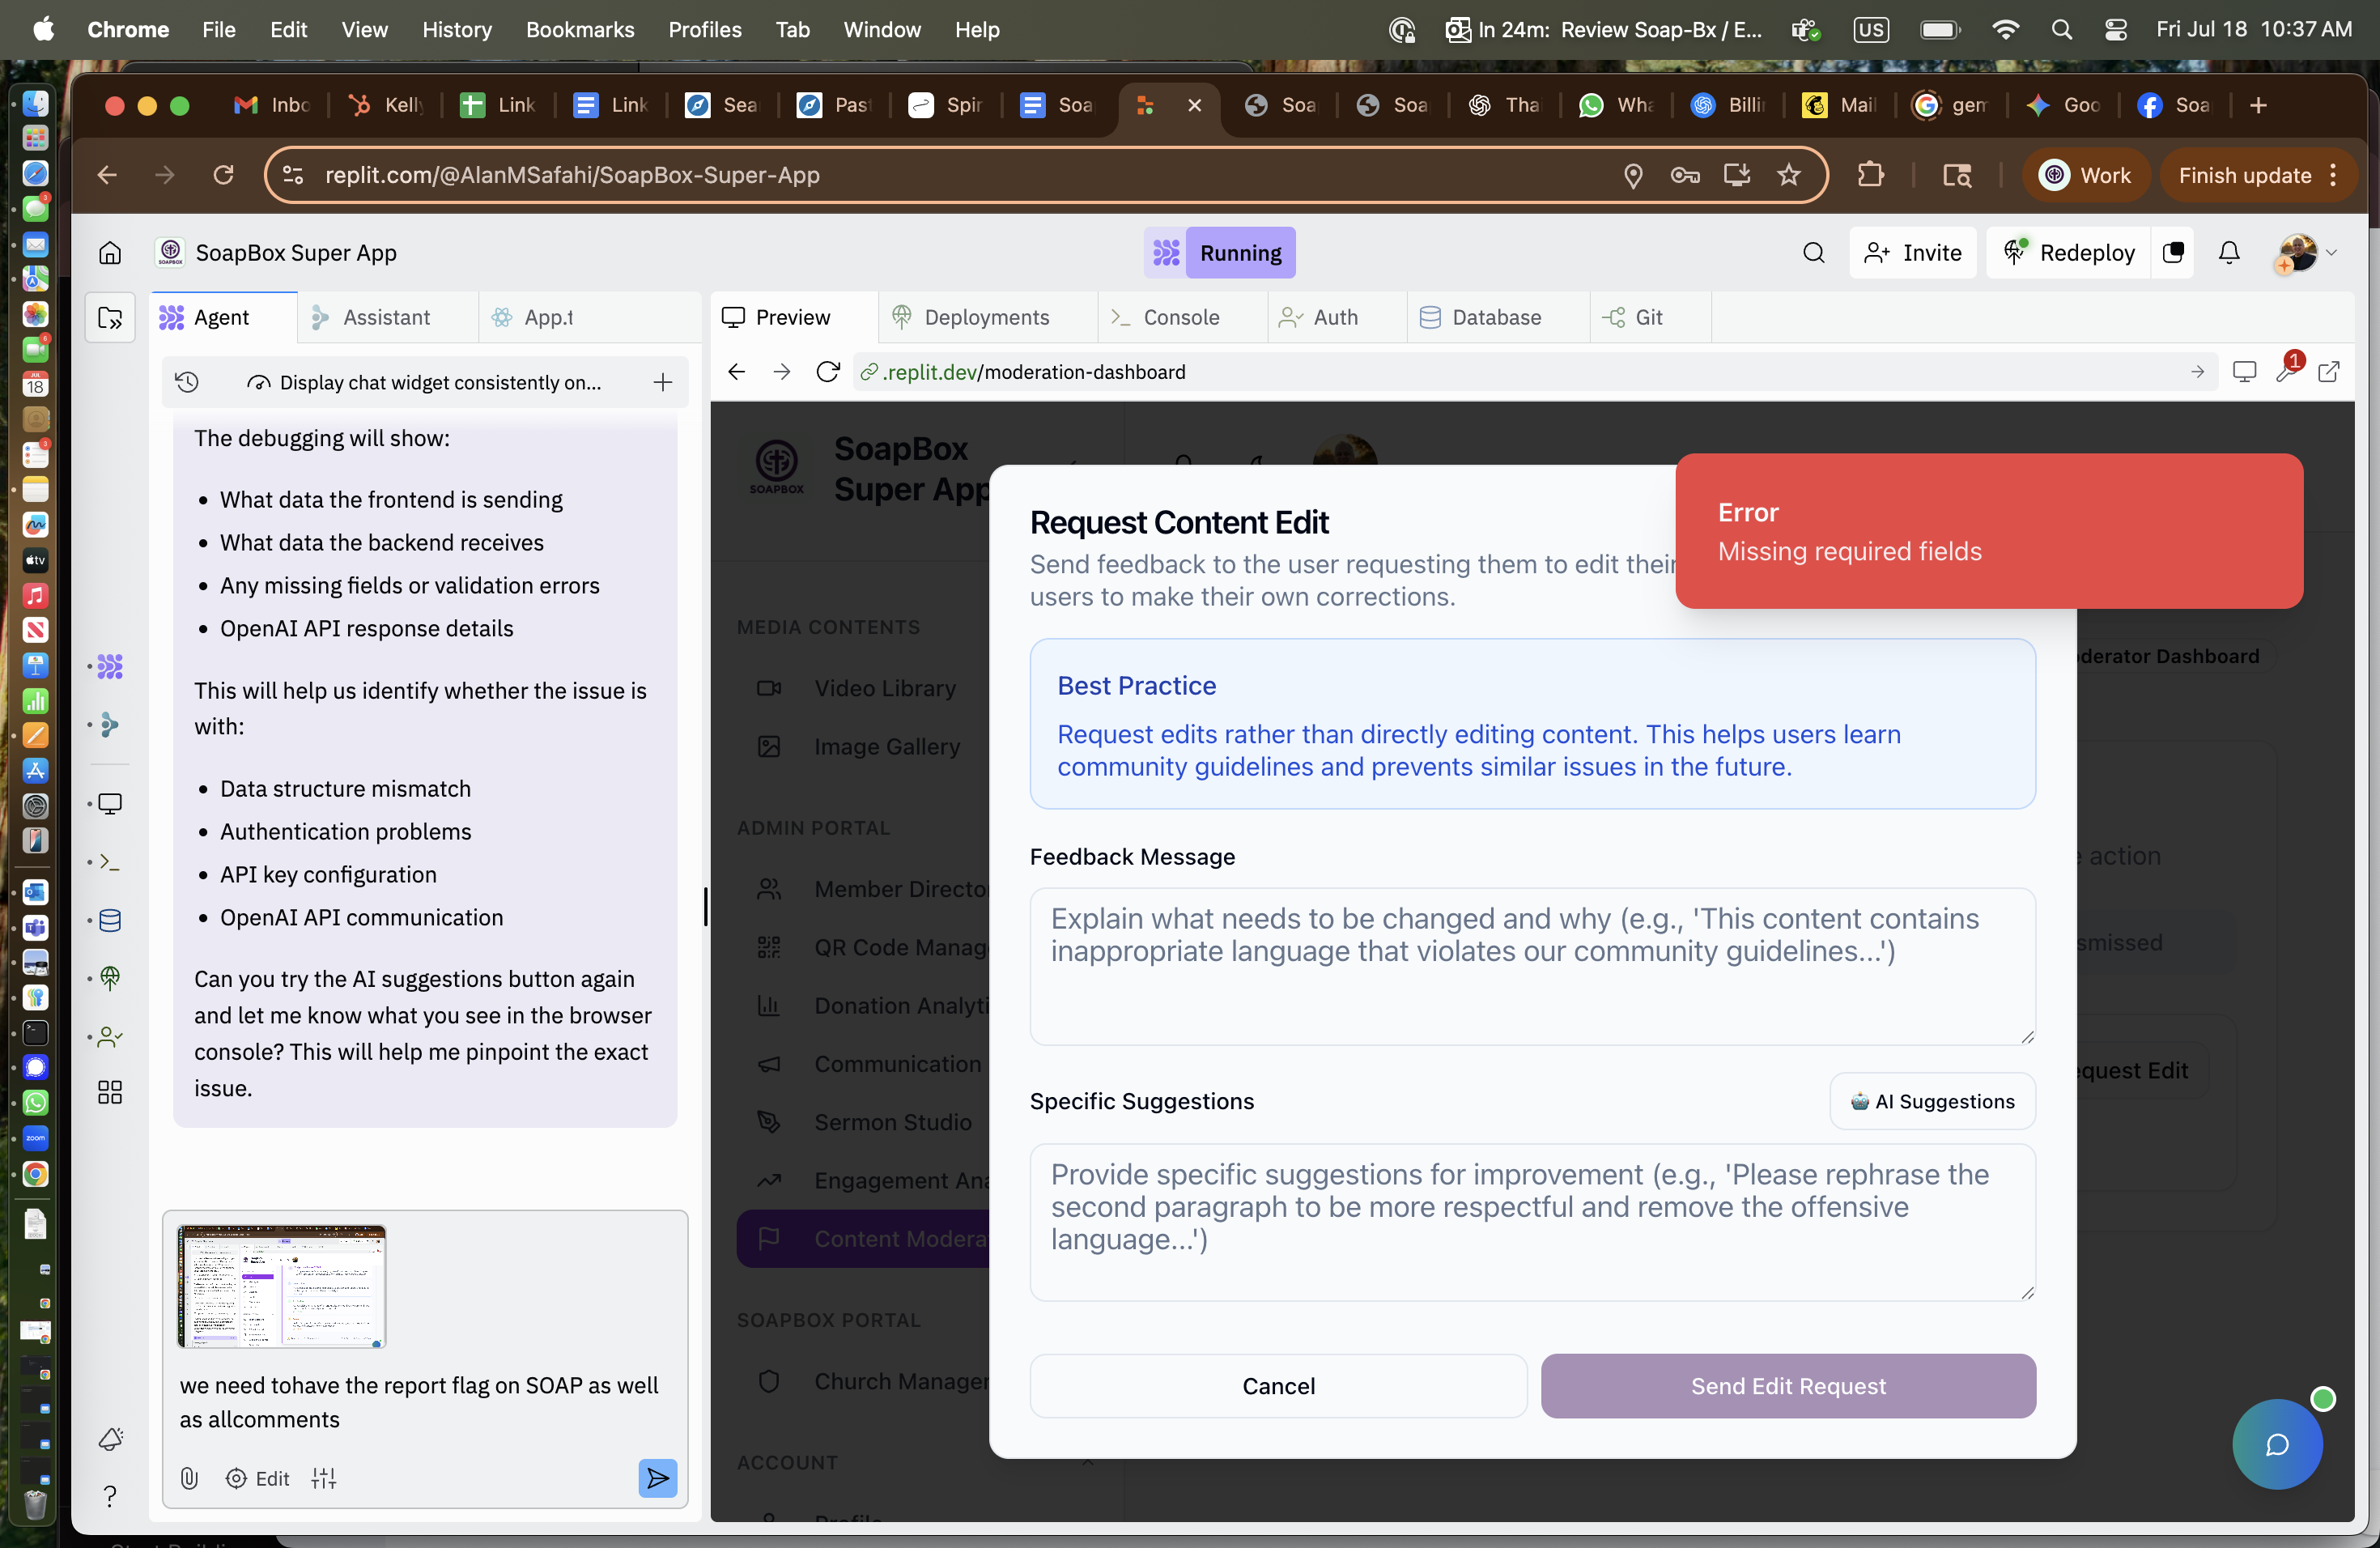 Chrome File Edit View History Bookmarks Profiles Tab Window Help
In 24m: Review Soap-Bx / E... US Fri Jul 18 10:37 AM
Inbo Kelly Link Link Sea Past Spir Soa Soa Soa Tha Wha Billi Mail gem Goo Soa
replit.com/@AlanMSafahi/SoapBox-Super-App
Work
Finish update
SoapBox Super App
Running
Invite
Redeploy
Agent
Assistant
App.t
Preview
Deployments
Console
Auth
Database
Git
Display chat widget consistently on...
.replit.dev/moderation-dashboard
1
The debugging will show:
• What data the frontend is sending
• What data the backend receives
• Any missing fields or validation errors
• OpenAI API response details
This will help us identify whether the issue is
with:
• Data structure mismatch
• Authentication problems
• API key configuration
• OpenAI API communication
Can you try the AI suggestions button again
and let me know what you see in the browser
console? This will help me pinpoint the exact
issue.
we need tohave the report flag on SOAP as well
as allcomments
Edit
SOAPBOX
SoapBox
Super App
MEDIA CONTENTS
Video Library
Image Gallery
ADMIN PORTAL
Member Directo
QR Code Manag
Donation Analyti
Communication
Sermon Studio
Engagement Ana
Content Modera
SOAPBOX PORTAL
Church Manager
ACCOUNT
Profile
Request Content Edit
Send feedback to the user requesting them to edit their
users to make their own corrections.
Error
Missing required fields
Best Practice
Request edits rather than directly editing content. This helps users learn
community guidelines and prevents similar issues in the future.
Feedback Message
Explain what needs to be changed and why (e.g., 'This content contains
inappropriate language that violates our community guidelines...')
Specific Suggestions
AI Suggestions
Provide specific suggestions for improvement (e.g., 'Please rephrase the
second paragraph to be more respectful and remove the offensive
language...')
Cancel
Send Edit Request
derator Dashboard
action
smissed
quest Edit